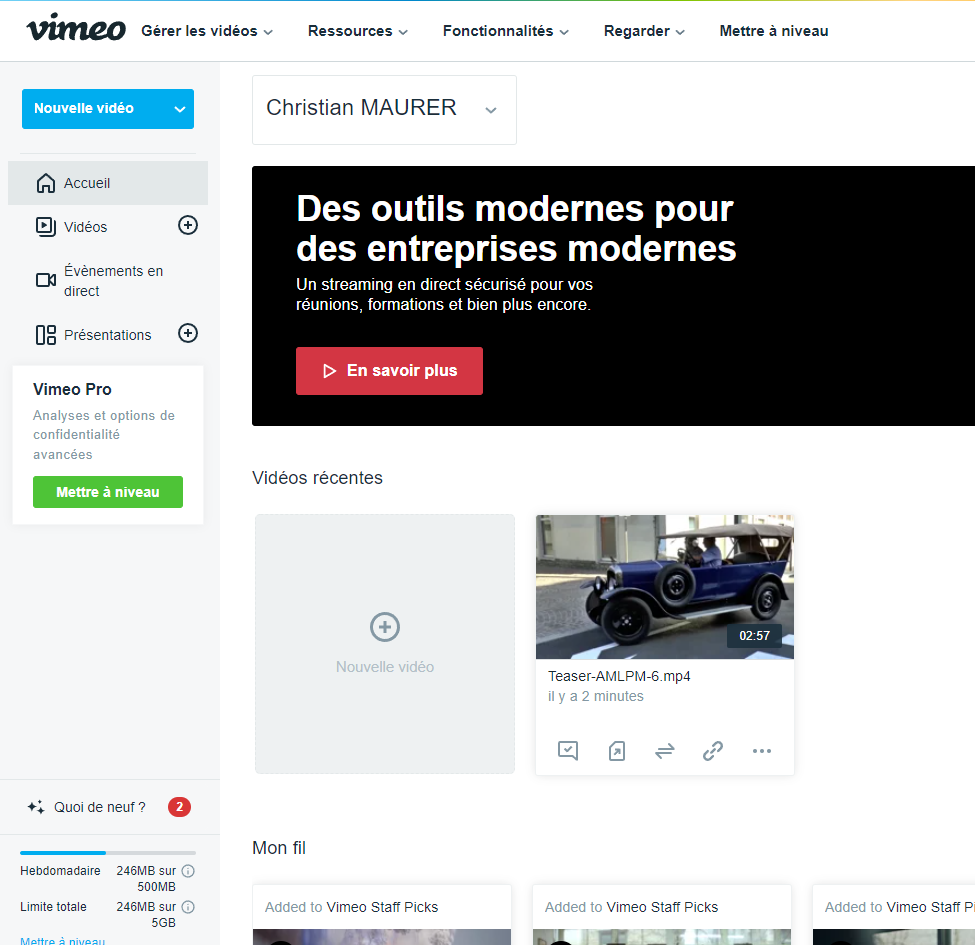 vimeo Gérer les vidéos Ressources Fonctionnalités Regarder Mettre à niveau
Nouvelle vidéo
Accueil
Vidéos
Évènements en
direct
Présentations
Vimeo Pro
Analyses et options de
confidentialité
avancées
Mettre à niveau
Quoi de neuf ? 2
Hebdomadaire 246MB sur
500MB
Limite totale 246MB sur
5GB
Mettre à niveau
Christian MAURER
Des outils modernes pour
des entreprises modernes
Un streaming en direct sécurisé pour vos
réunions, formations et bien plus encore.
En savoir plus
Vidéos récentes
Nouvelle vidéo
02:57
Teaser-AMLPM-6.mp4
il y a 2 minutes
Mon fil
Added to Vimeo Staff Picks
Added to Vimeo Staff Picks
Added to Vimeo Staff Pi